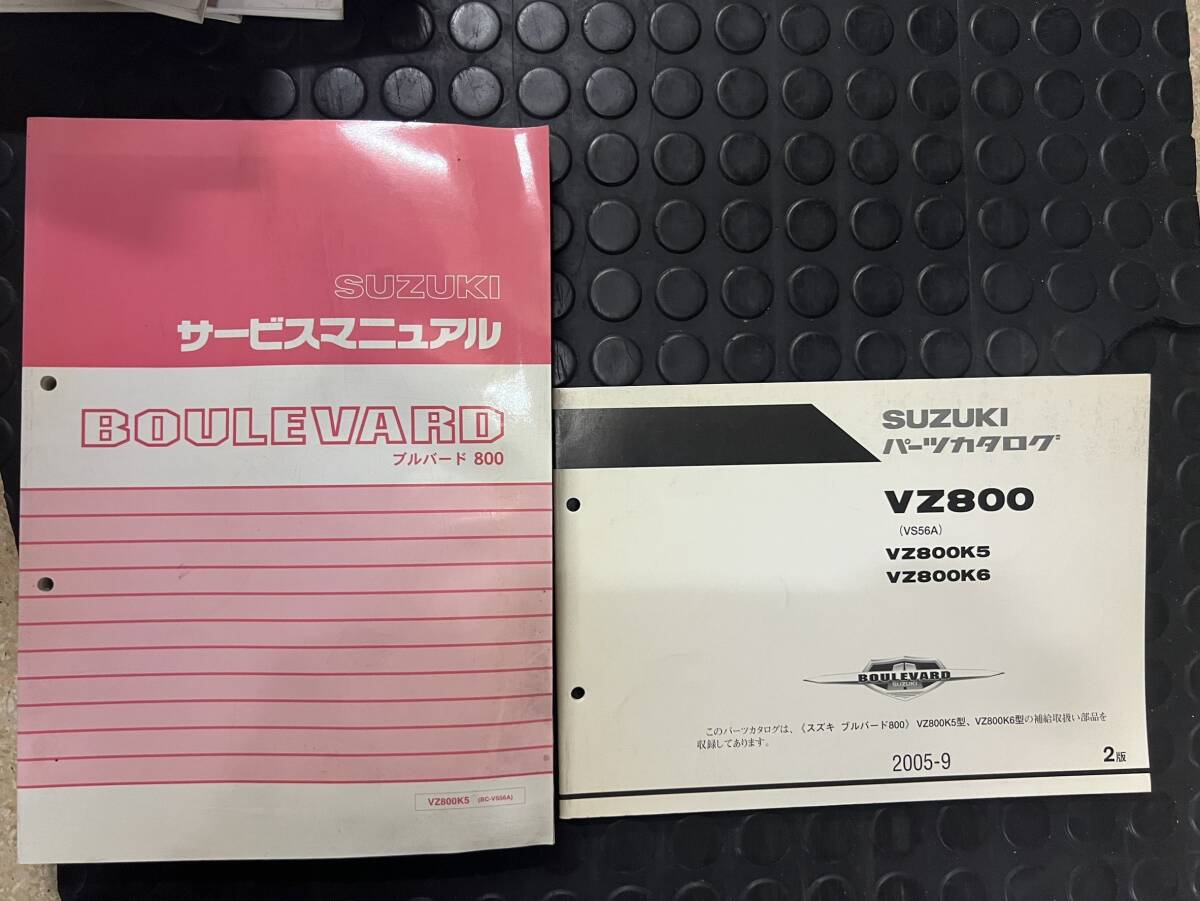 SUZUKI
サービスマニュアル
BOULEVARD
ブルバード 800
VZ800K5 (BC-VS56A)
SUZUKI
パーツカタログ
VZ800
(VS56A)
VZ800K5
VZ800K6
BOULEVARD
SUZUKI
このパーツカタログは、《スズキ ブルバード800》 VZ800K5型、VZ800K6型の補給取扱い部品を
収録してあります。
2005-9
2版